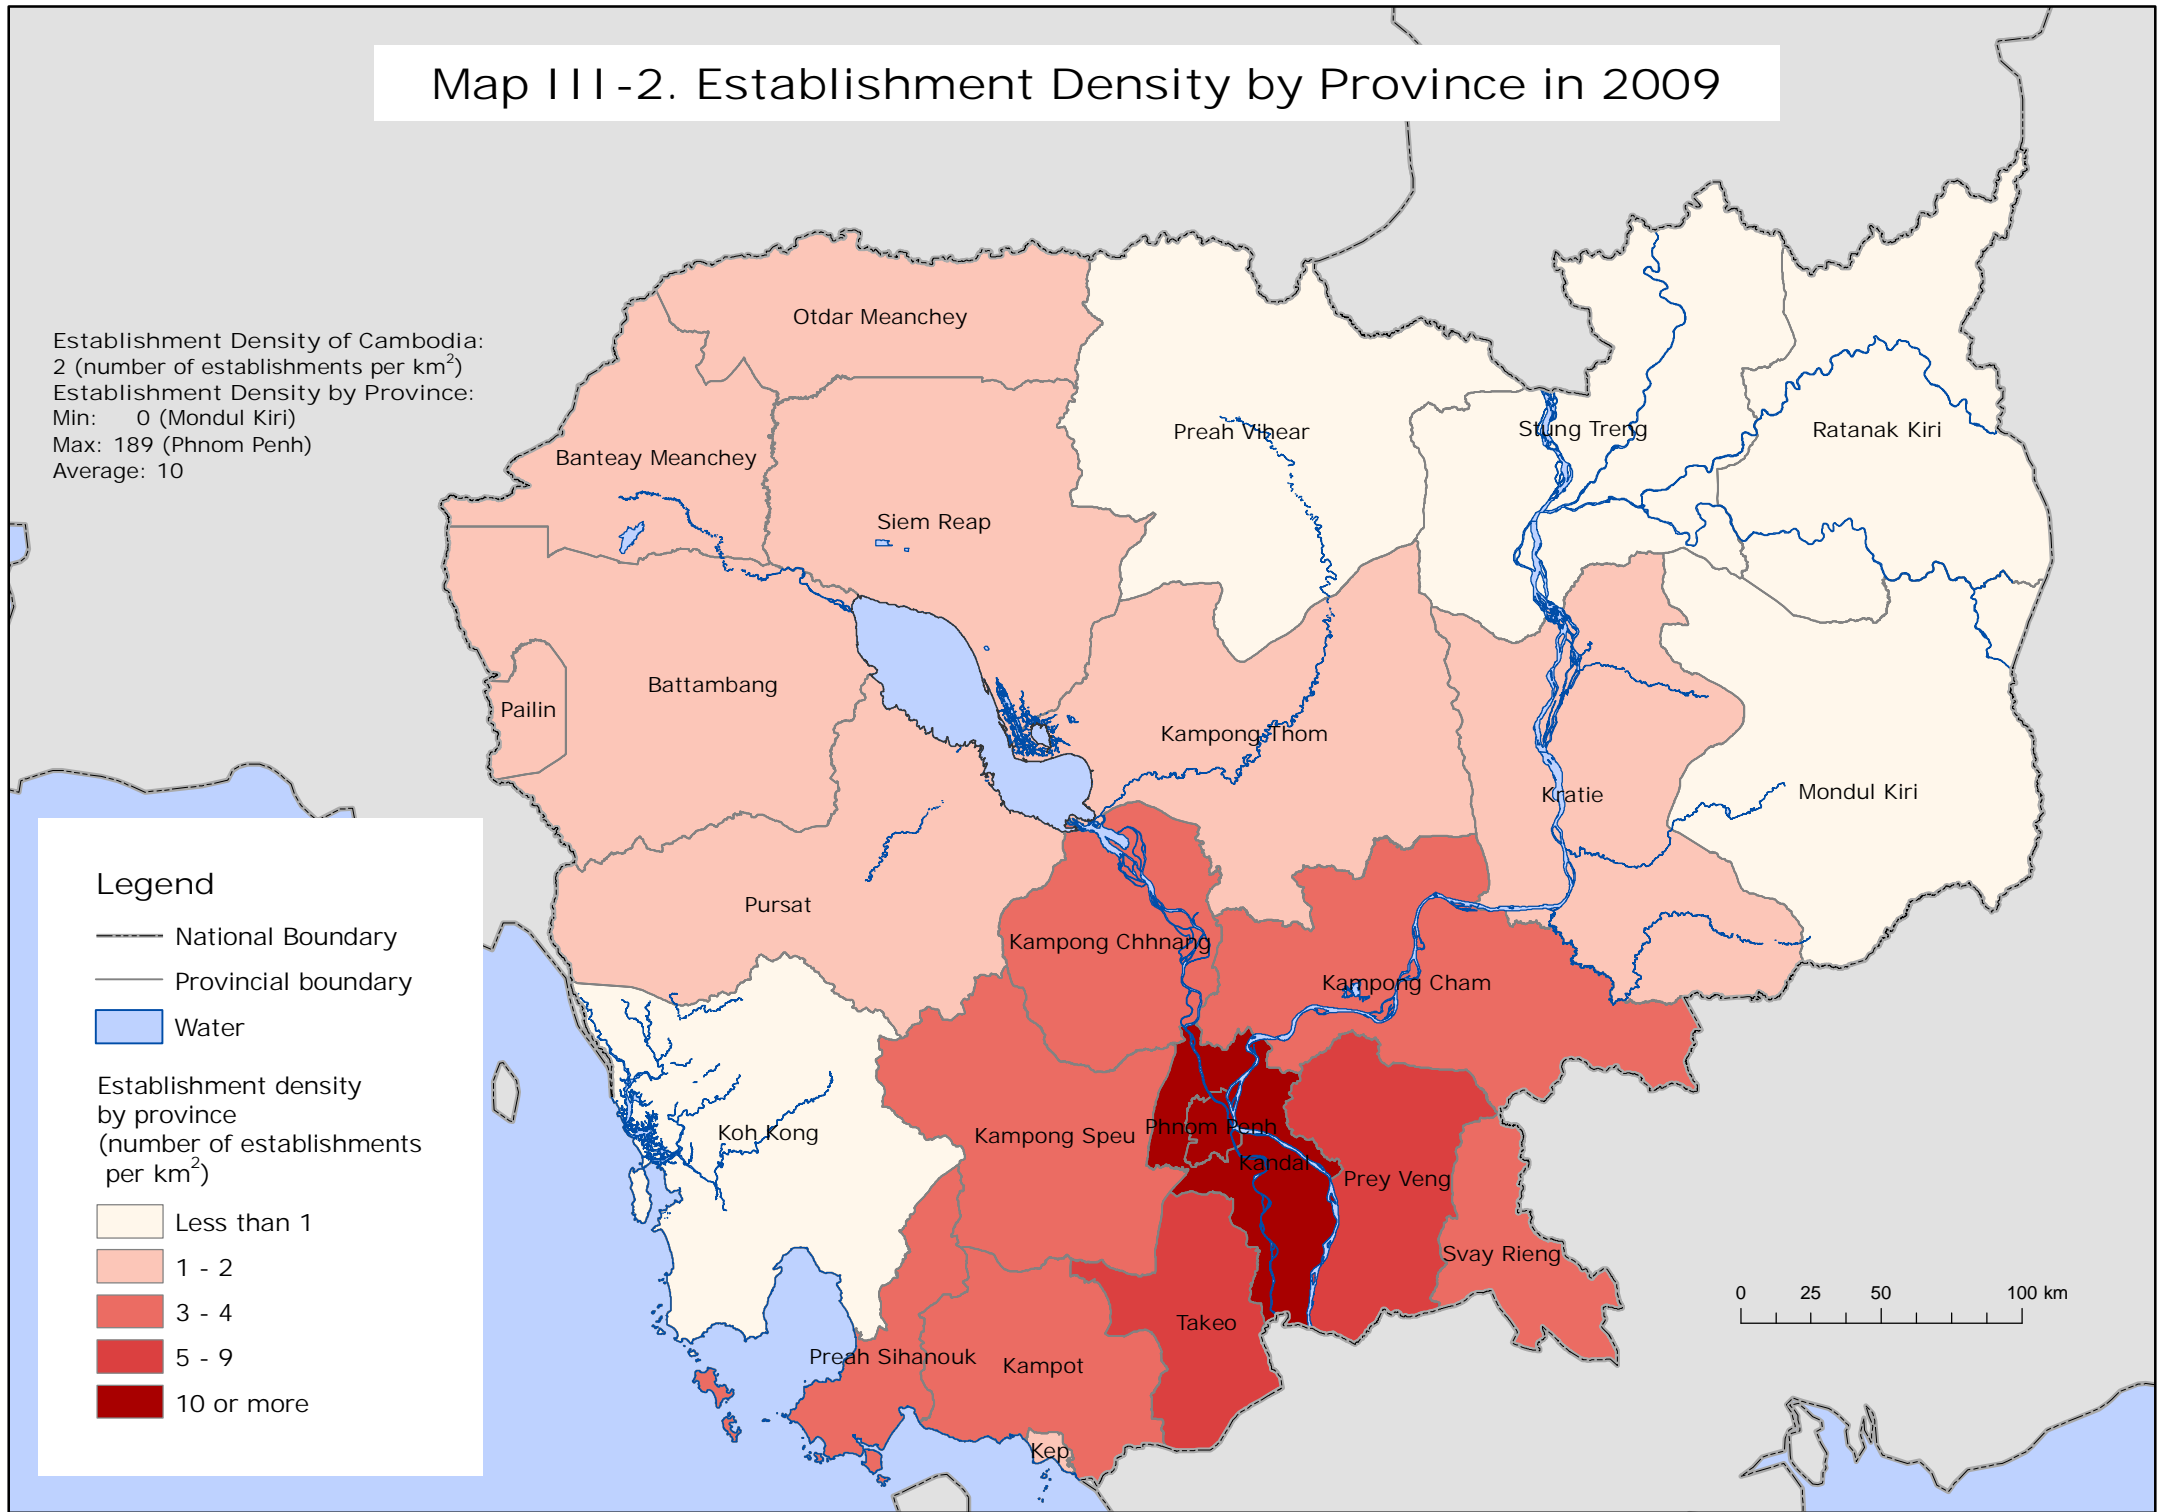 Map III-2. Establishment Density by Province in 2009
Establishment Density of Cambodia:
2 (number of establishments per km²)
Establishment Density by Province:
Min: 0 (Mondul Kiri)
Max: 189 (Phnom Penh)
Average: 10
Otdar Meanchey
Preah Vihear
Stung Treng
Ratanak Kiri
Banteay Meanchey
Siem Reap
Battambang
Pailin
Kampong Thom
Kratie
Mondul Kiri
Pursat
Kampong Chhnang
Kampong Cham
Koh Kong
Kampong Speu
Phnom Penh
Kandal
Prey Veng
Svay Rieng
Takeo
Preah Sihanouk
Kampot
Kep
Legend
National Boundary
Provincial boundary
Water
Establishment density
by province
(number of establishments
per km²)
Less than 1
1 - 2
3 - 4
5 - 9
10 or more
0 25 50 100 km